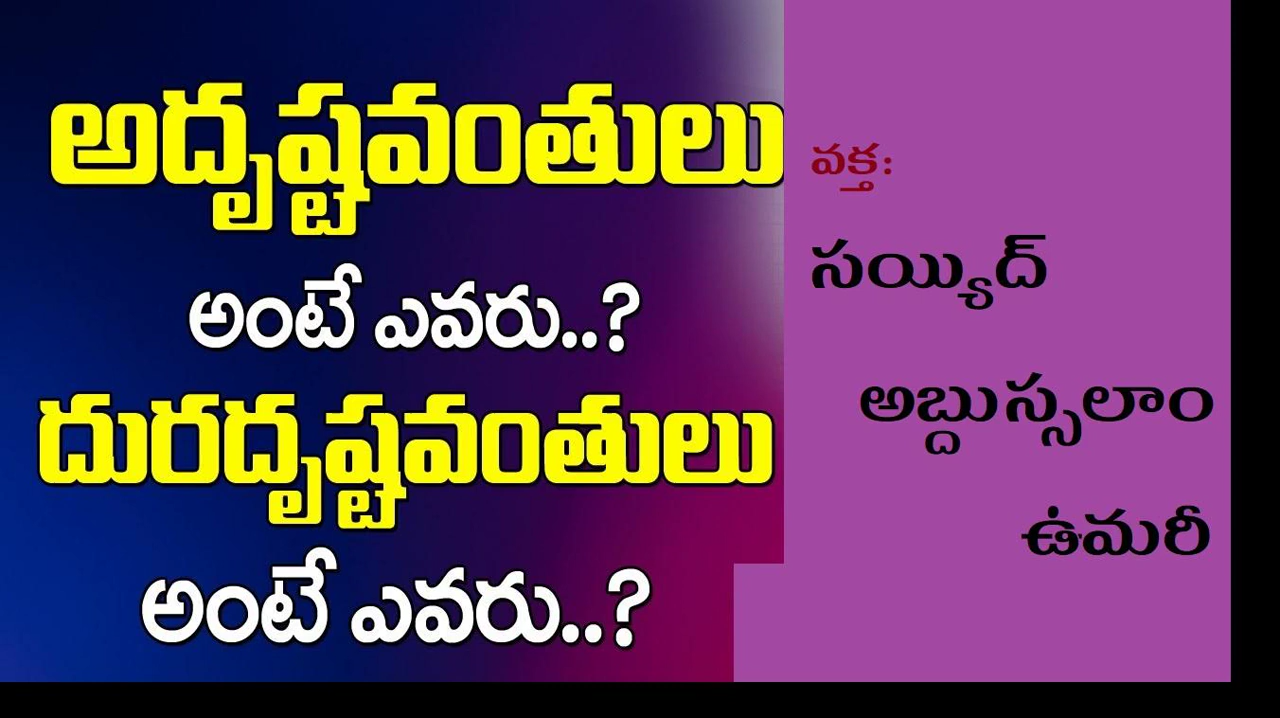 అదృష్టవంతులు
అంటే ఎవరు..?
దురదృష్టవంతులు
అంటే ఎవరు..?
వక్త:
సయ్యిద్
అబ్దుస్సలాం
ఉమరీ